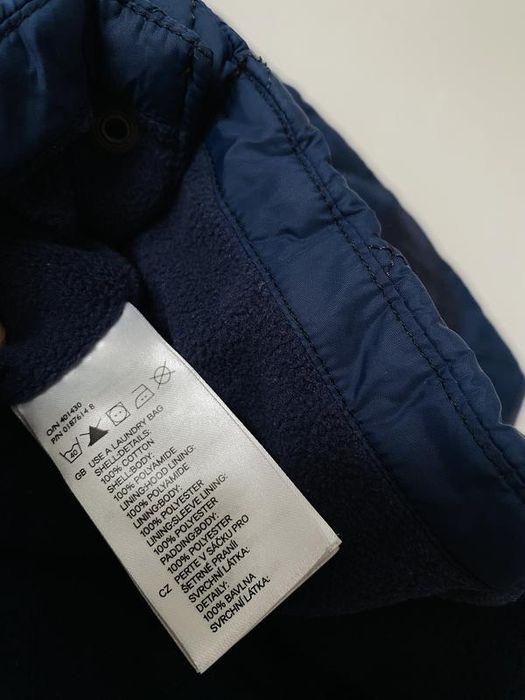 O/N 401430
P/N 0187614 8
40
GB USE A LAUNDRY BAG
SHELL-DETAILS:
100% COTTON
SHELL-BODY:
100% POLYAMIDE
LINING-HOOD LINING:
100% POLYAMIDE
LINING:BODY:
100% POLYESTER
LINING-SLEEVE LINING:
100% POLYESTER
PADDING:BODY:
100% POLYESTER
CZ PERTE V SÁČKU PRO
ŠETRNÉ PRANÍ
SVRCHNÍ LÁTKA:
DETAILY:
100% BAVLNA
SVRCHNÍ LÁTKA: